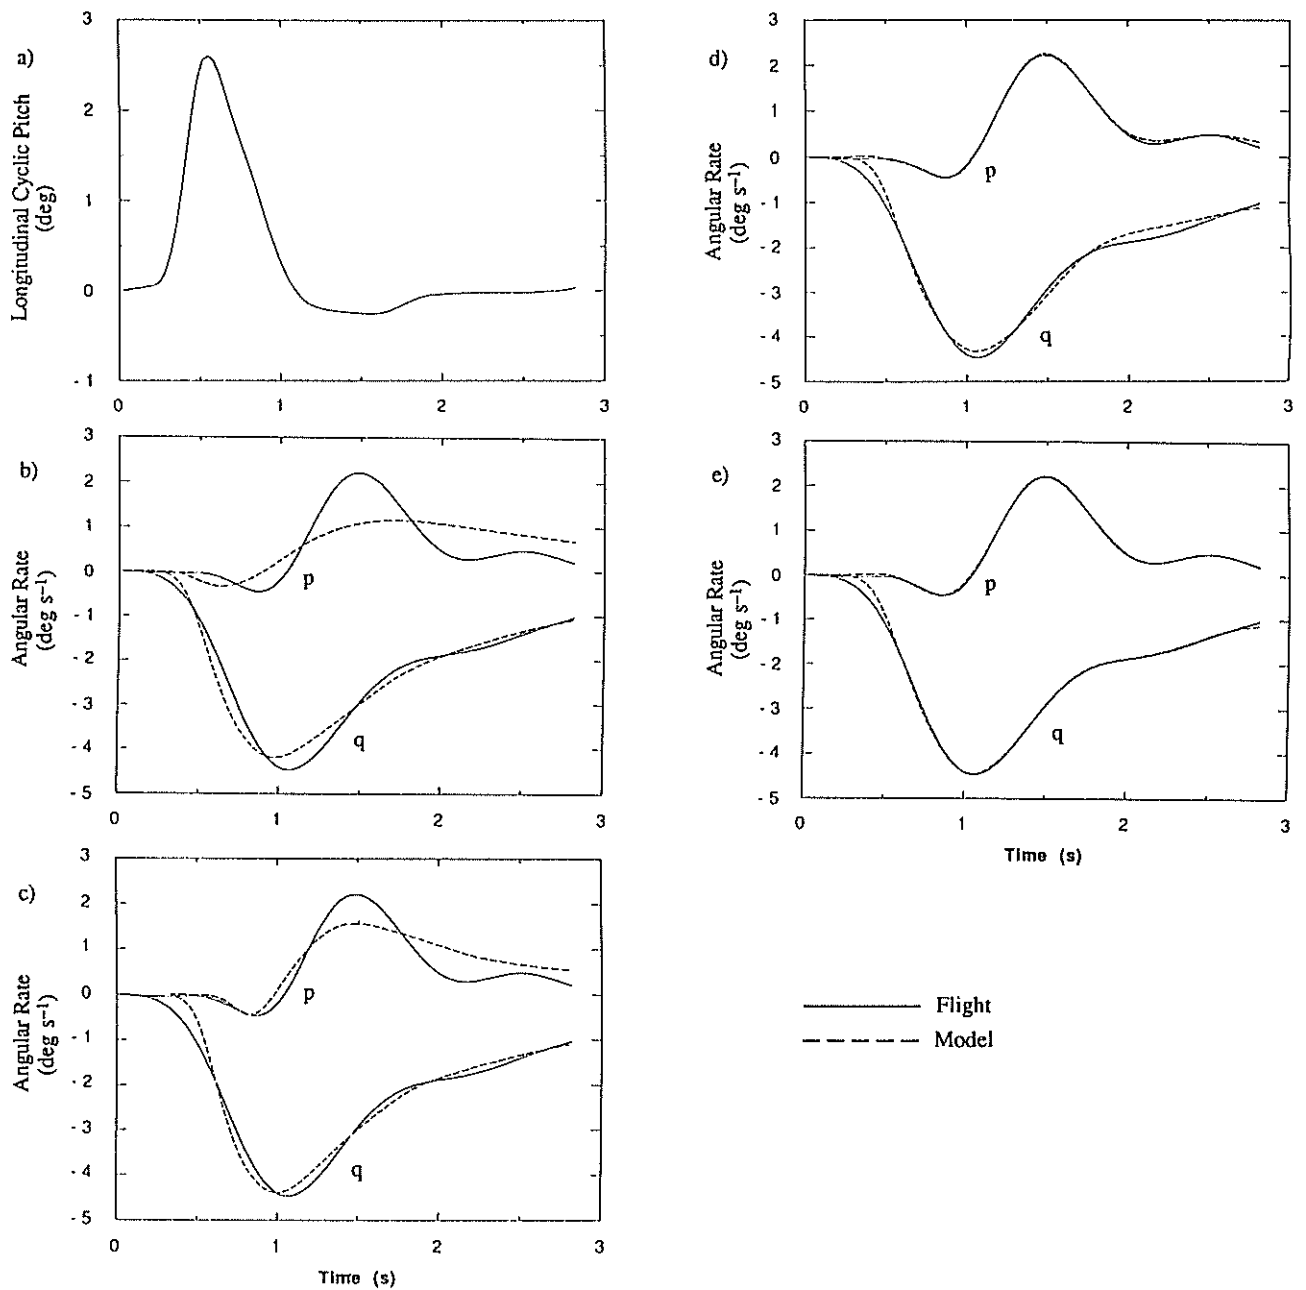 a)
Longitudinal Cyclic Pitch
(deg)
3
2
1
0
- 1
0 1 2 3
b)
Angular Rate
(deg s⁻¹)
3
2
1
0
- 1
- 2
- 3
- 4
- 5
p
q
0 1 2 3
c)
Angular Rate
(deg s⁻¹)
3
2
1
0
- 1
- 2
- 3
- 4
- 5
p
q
0 1 2 3
Time (s)
d)
Angular Rate
(deg s⁻¹)
3
2
1
0
- 1
- 2
- 3
- 4
- 5
p
q
0 1 2 3
e)
Angular Rate
(deg s⁻¹)
3
2
1
0
- 1
- 2
- 3
- 4
- 5
p
q
0 1 2 3
Time (s)
Flight
Model